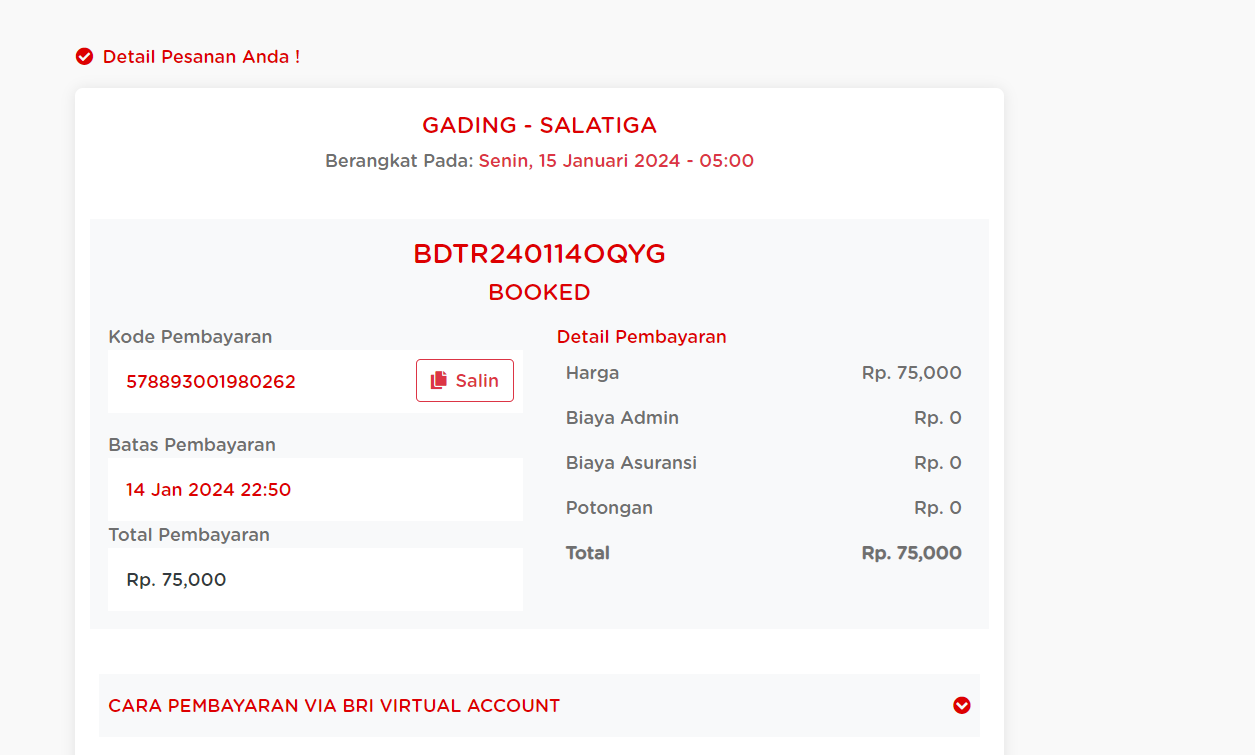 Detail Pesanan Anda !
GADING - SALATIGA
Berangkat Pada: Senin, 15 Januari 2024 - 05:00
BDTR240114OQYG
BOOKED
Kode Pembayaran
578893001980262
Salin
Batas Pembayaran
14 Jan 2024 22:50
Total Pembayaran
Rp. 75,000
Detail Pembayaran
Harga Rp. 75,000
Biaya Admin Rp. 0
Biaya Asuransi Rp. 0
Potongan Rp. 0
Total Rp. 75,000
CARA PEMBAYARAN VIA BRI VIRTUAL ACCOUNT